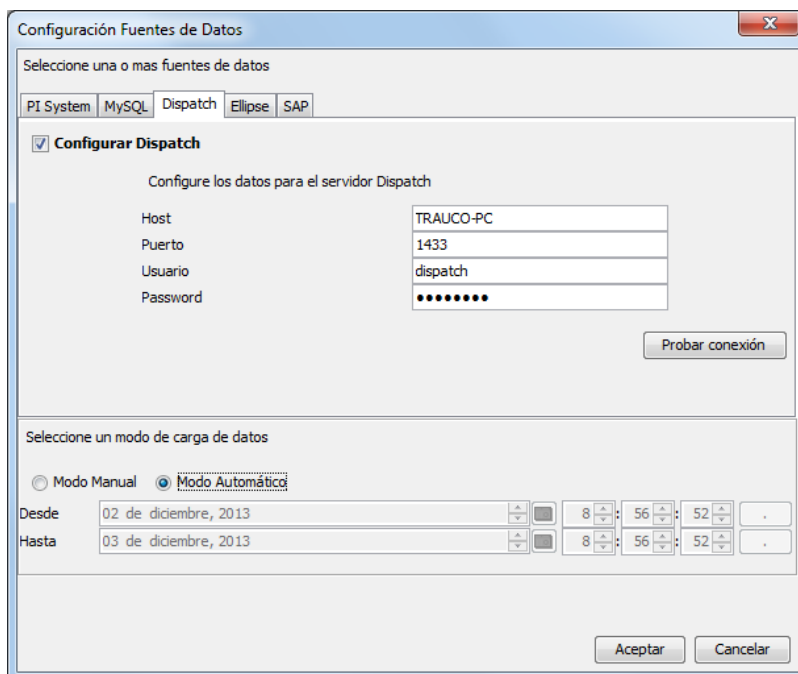 Configuración Fuentes de Datos
Seleccione una o mas fuentes de datos
PI System MySQL Dispatch Ellipse SAP
Configurar Dispatch
Configure los datos para el servidor Dispatch
Host TRAUCO-PC
Puerto 1433
Usuario dispatch
Password ●●●●●●●●
Probar conexión
Seleccione un modo de carga de datos
Modo Manual Modo Automático
Desde 02 de diciembre, 2013 8 : 56 : 52 .
Hasta 03 de diciembre, 2013 8 : 56 : 52 .
Aceptar Cancelar